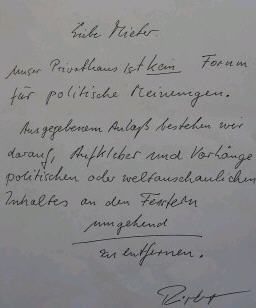 Liebe Mieter.
unser Privathaus ist kein Forum
für politische Meinungen.
Aus gegebenem Anlaß bestehen wir
darauf, Aufkleber und Vorhänge
politischen oder weltanschaulichen
Inhaltes an den Fenstern
umgehend
zu entfernen.